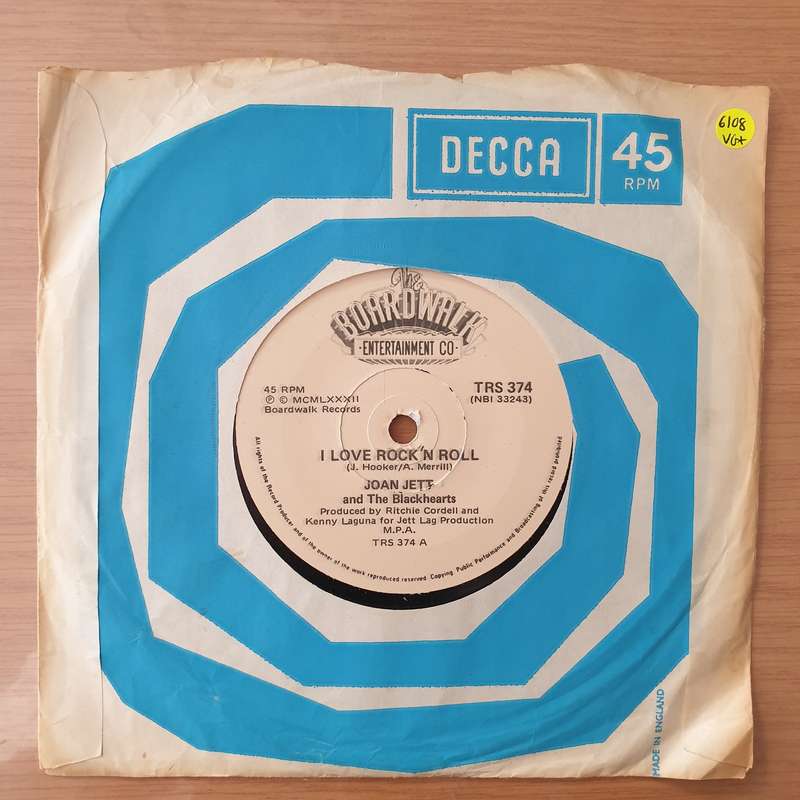 DECCA
45
RPM
6108
VG+
The
BOARDWALK
·ENTERTAINMENT CO·
45 RPM
Ⓟ © MCMLXXXII
Boardwalk Records
TRS 374
(NBI 33243)
I LOVE ROCK'N ROLL
(J. Hooker/A. Merrill)
JOAN JETT
and The Blackhearts
Produced by Ritchie Cordell and
Kenny Laguna for Jett Lag Production
M.P.A.
TRS 374 A
All rights of the Record Producer and of the owner of the work reproduced reserved. Copying, Public Performance and Broadcasting of this record prohibited
MADE IN ENGLAND